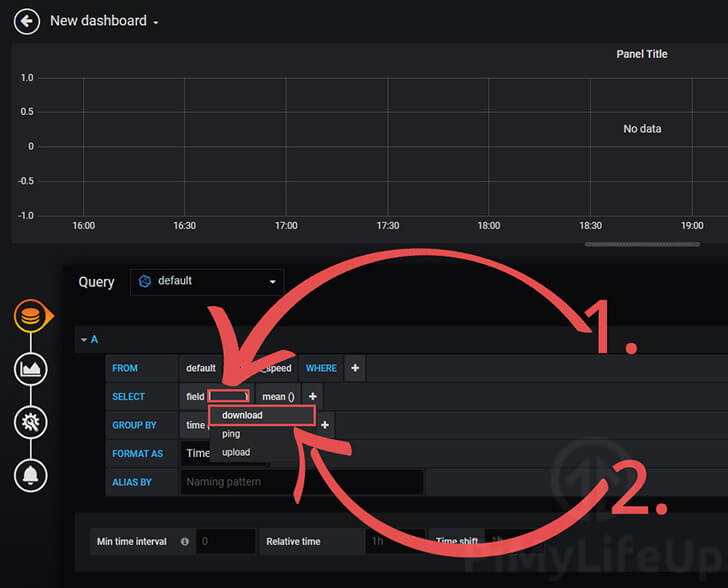 New dashboard
Panel Title
1.0
0.5
No data
0
-0.5
-1.0
16:00 16:30 17:00 17:30 18:00 18:30 19:00
Query default
1.
A
FROM default _speed WHERE +
SELECT field ( ) mean () +
download
GROUP BY time +
ping
FORMAT AS Time
upload
ALIAS BY Naming pattern
2.
Min time interval 0 Relative time 1h Time shift 1h
PiMyLifeUp